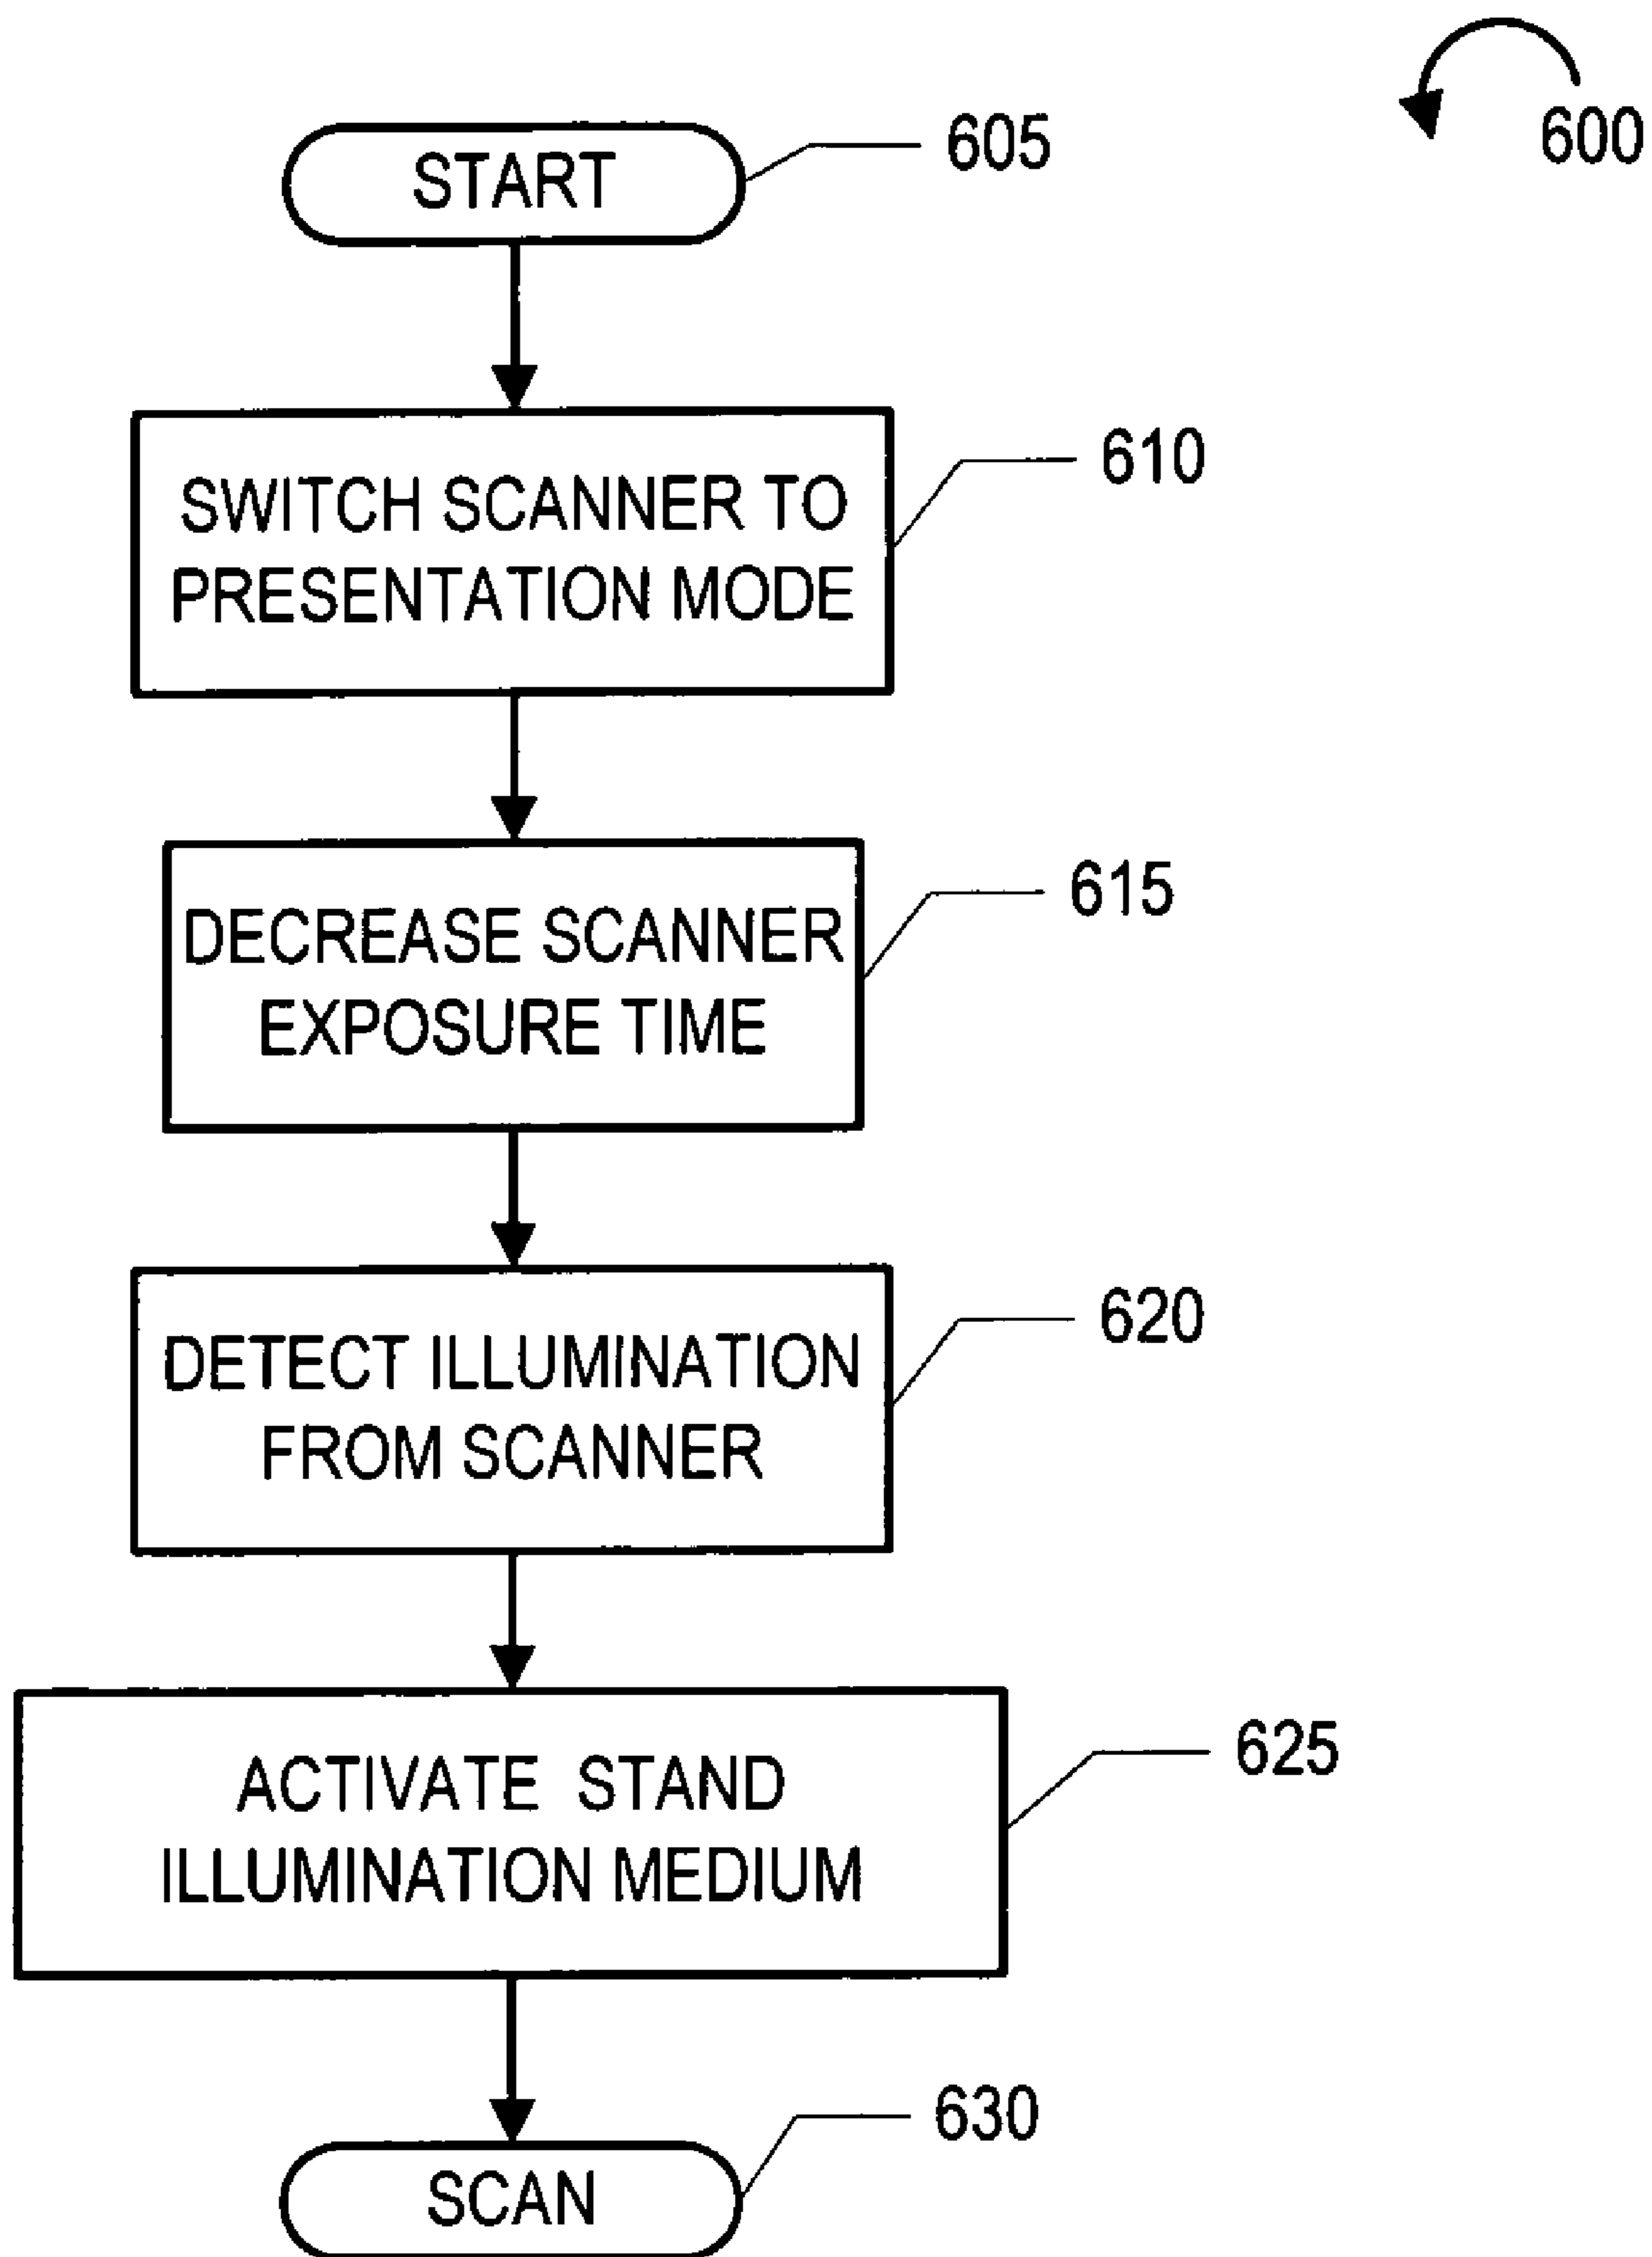 600
START
605
SWITCH SCANNER TO
PRESENTATION MODE
610
DECREASE SCANNER
EXPOSURE TIME
615
DETECT ILLUMINATION
FROM SCANNER
620
ACTIVATE STAND
ILLUMINATION MEDIUM
625
SCAN
630